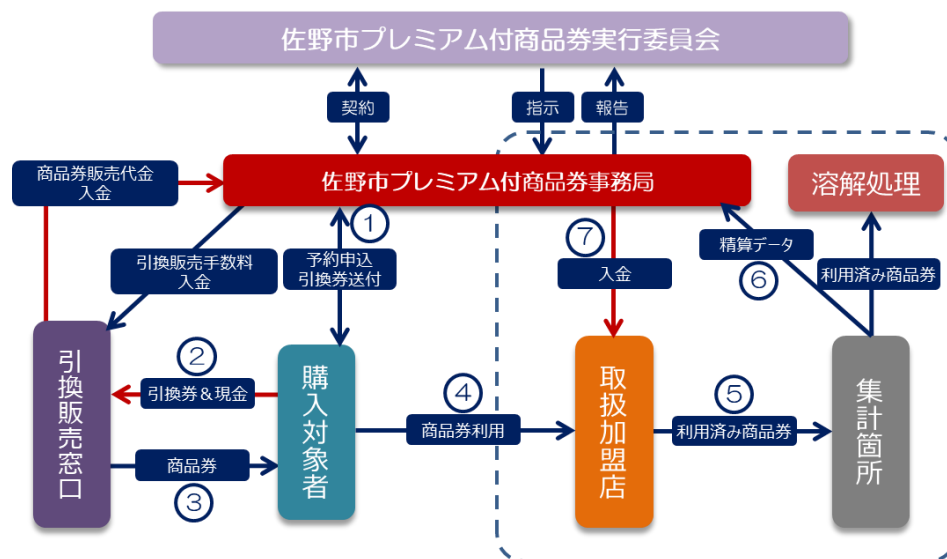 佐野市プレミアム付商品券実行委員会
契約
指示
報告
商品券販売代金
入金
佐野市プレミアム付商品券事務局
溶解処理
①
⑦
引換販売手数料
入金
予約申込
引換券送付
入金
精算データ
⑥
利用済み商品券
引換販売窓口
②
引換券&現金
購入対象者
④
商品券利用
取扱加盟店
⑤
利用済み商品券
集計箇所
商品券
③